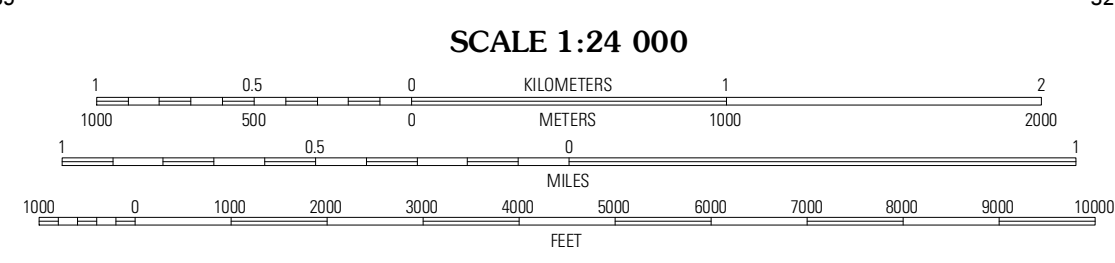 SCALE 1:24 000
1 0.5 0 KILOMETERS 1 2
1000 500 0 METERS 1000 2000
1 0.5 0 1
MILES
1000 0 1000 2000 3000 4000 5000 6000 7000 8000 9000 10000
FEET